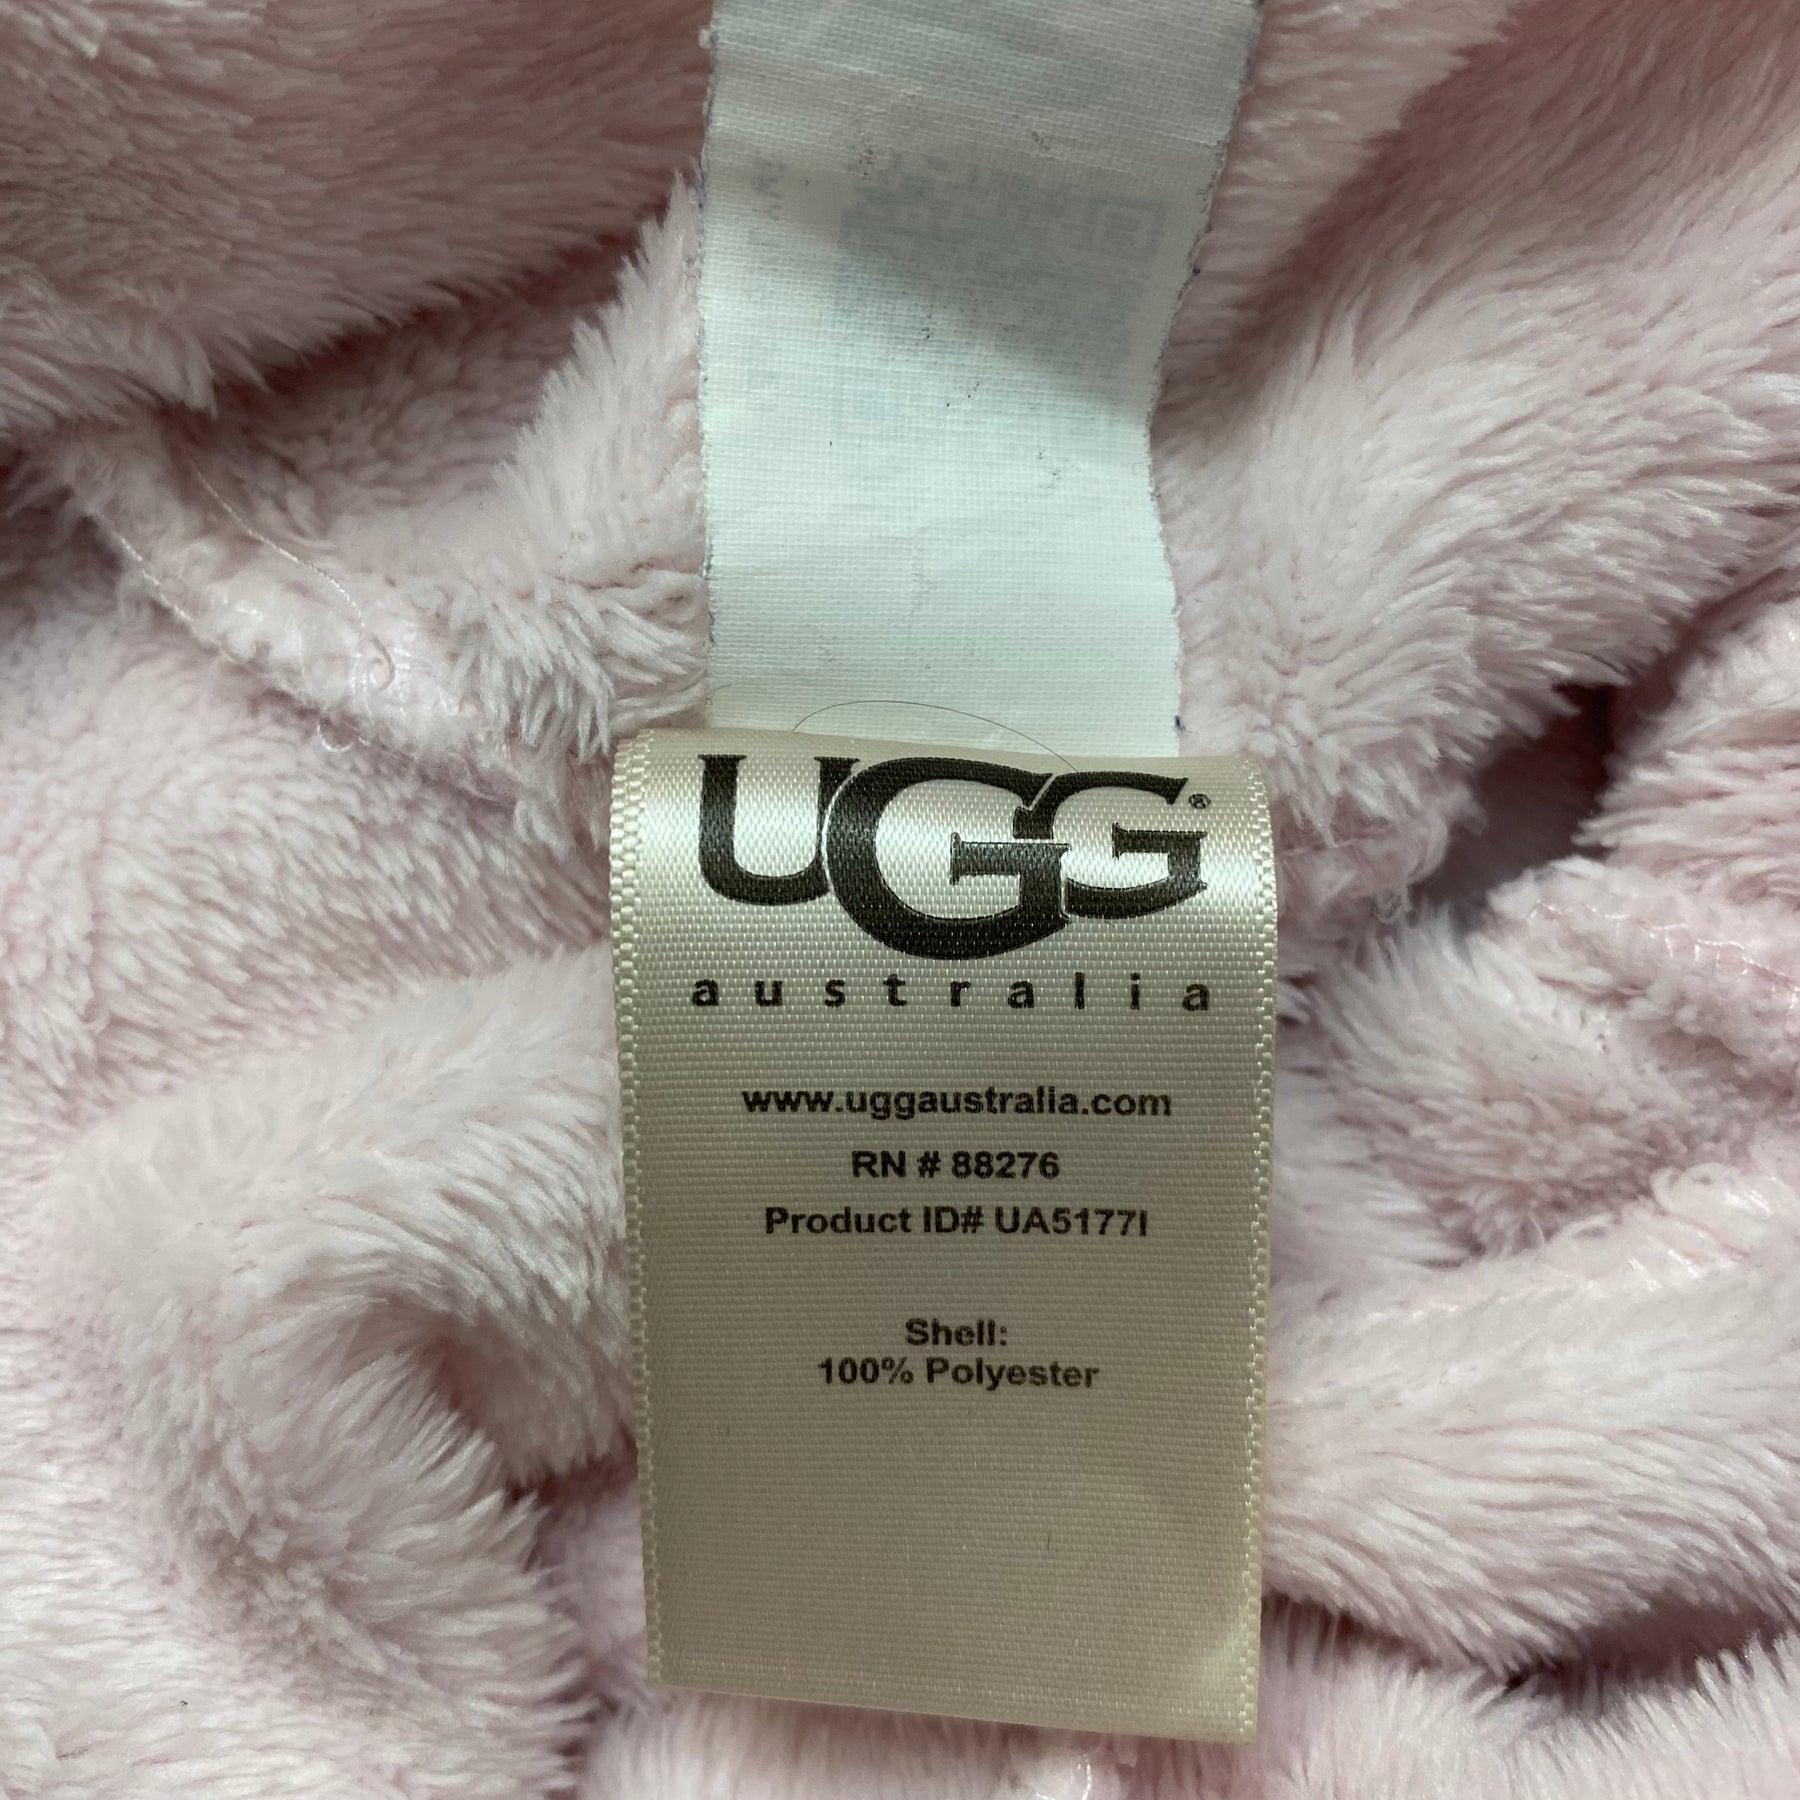 UGG®
australia
www.uggaustralia.com
RN # 88276
Product ID# UA5177I
Shell:
100% Polyester